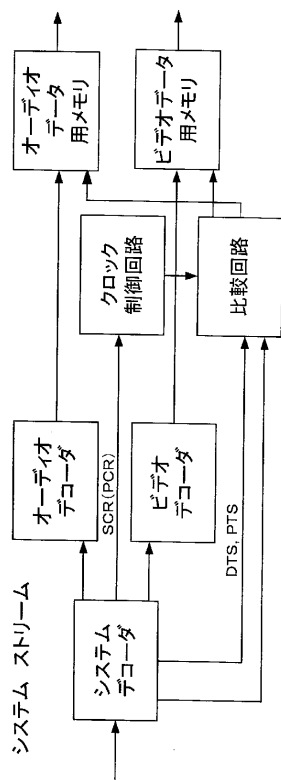 システム ストリーム
システム
デコーダ
オーディオ
デコーダ
SCR(PCR)
ビデオ
デコーダ
DTS, PTS
クロック
制御回路
比較回路
オーディオ
データ
用メモリ
ビデオデータ
用メモリ